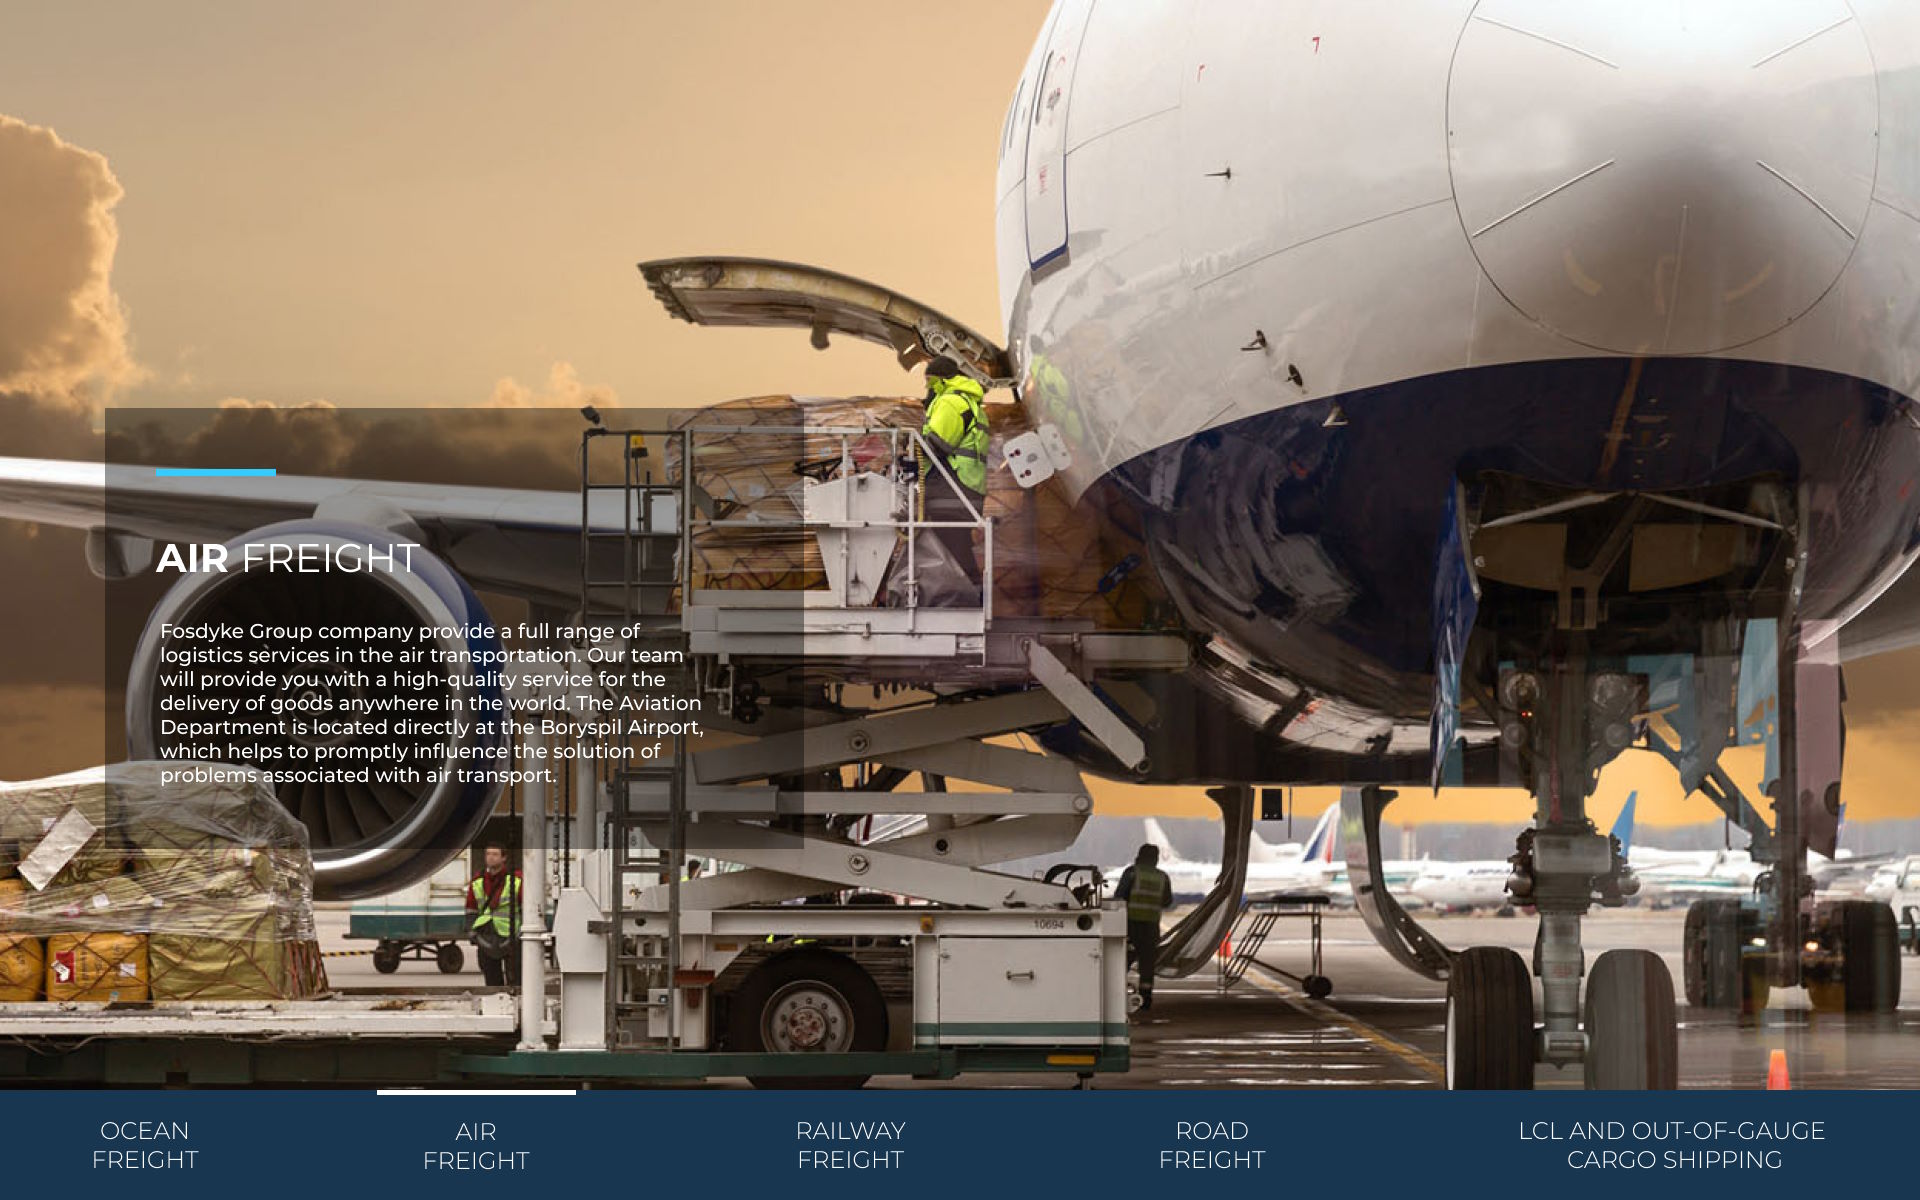 AIR FREIGHT
Fosdyke Group company provide a full range of
logistics services in the air transportation. Our team
will provide you with a high-quality service for the
delivery of goods anywhere in the world. The Aviation
Department is located directly at the Boryspil Airport,
which helps to promptly influence the solution of
problems associated with air transport.
10694
OCEAN
FREIGHT
AIR
FREIGHT
RAILWAY
FREIGHT
ROAD
FREIGHT
LCL AND OUT-OF-GAUGE
CARGO SHIPPING